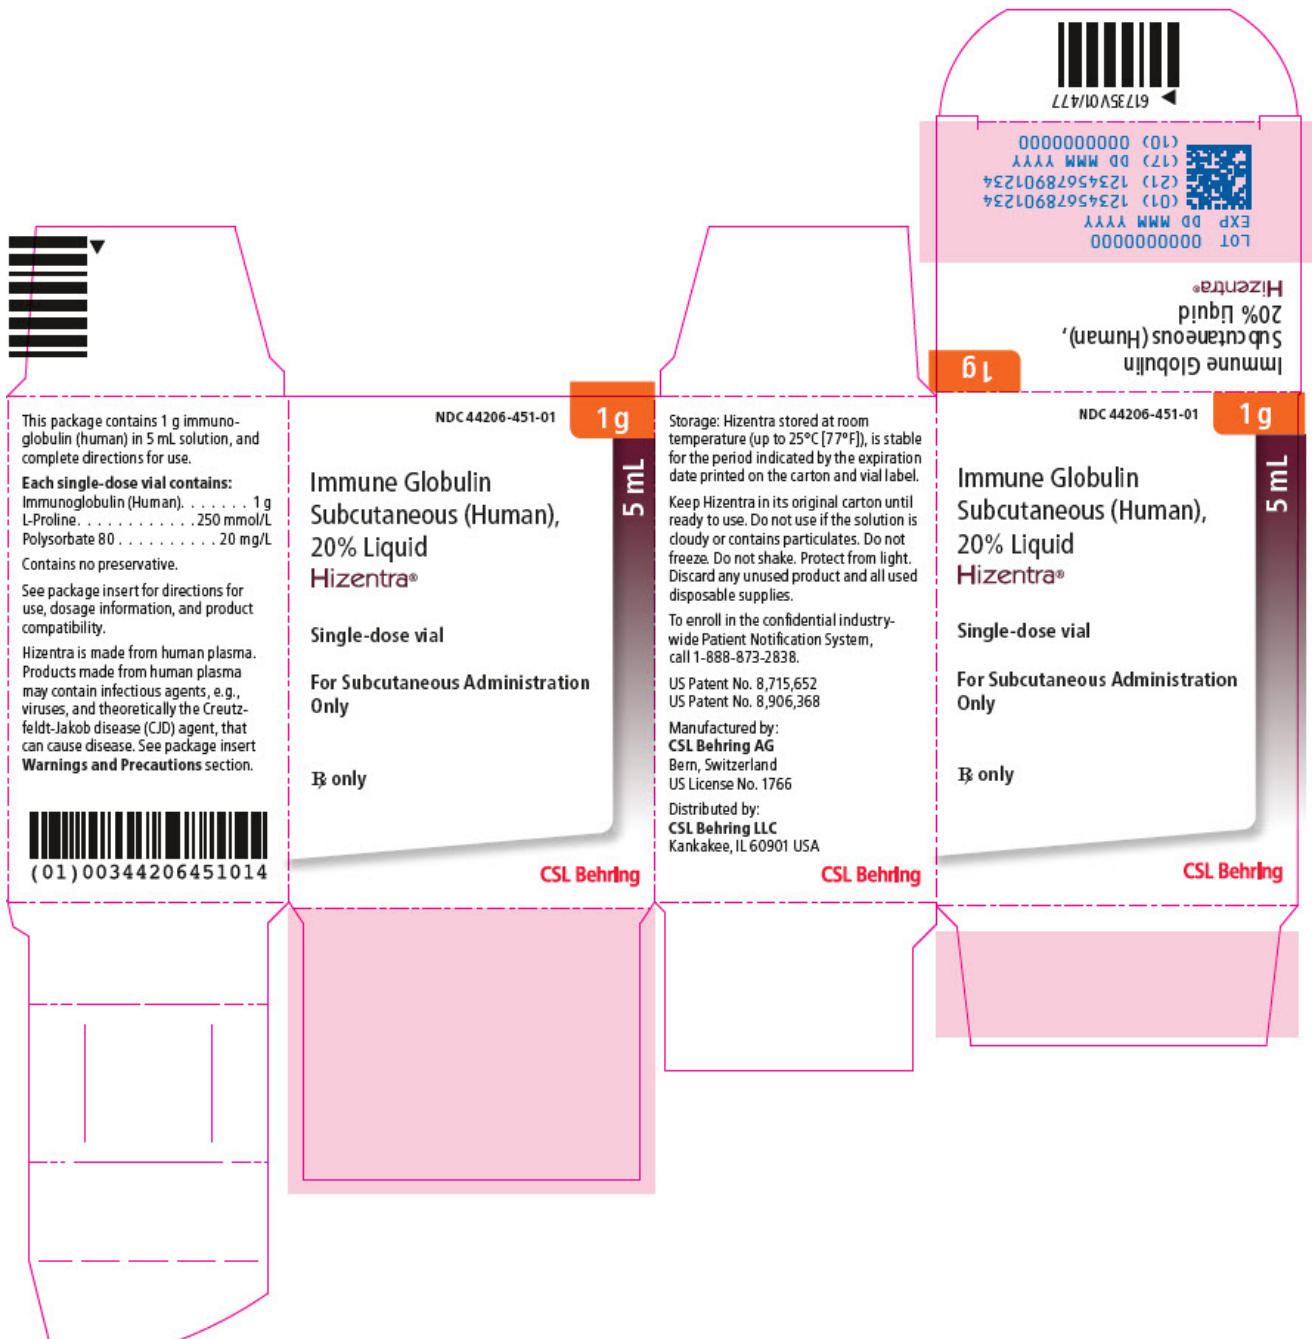 61735V01/477
LOT 0000000000
EXP DD MMM YYYY
(01) 12345678901234
(21) 12345678901234
(17) DD MMM YYYY
(10) 0000000000
Immune Globulin
Subcutaneous (Human),
20% Liquid
Hizentra®
1 g
This package contains 1 g immuno-
globulin (human) in 5 mL solution, and
complete directions for use.
Each single-dose vial contains:
Immunoglobulin (Human). . . . . . . 1 g
L-Proline. . . . . . . . . . . . 250 mmol/L
Polysorbate 80 . . . . . . . . . . 20 mg/L
Contains no preservative.
See package insert for directions for
use, dosage information, and product
compatibility.
Hizentra is made from human plasma.
Products made from human plasma
may contain infectious agents, e.g.,
viruses, and theoretically the Creutz-
feldt-Jakob disease (CJD) agent, that
can cause disease. See package insert
Warnings and Precautions section.
(01)00344206451014
NDC 44206-451-01
1 g
5 mL
Immune Globulin
Subcutaneous (Human),
20% Liquid
Hizentra®
Single-dose vial
For Subcutaneous Administration
Only
℞ only
CSL Behring
Storage: Hizentra stored at room
temperature (up to 25°C [77°F]), is stable
for the period indicated by the expiration
date printed on the carton and vial label.
Keep Hizentra in its original carton until
ready to use. Do not use if the solution is
cloudy or contains particulates. Do not
freeze. Do not shake. Protect from light.
Discard any unused product and all used
disposable supplies.
To enroll in the confidential industry-
wide Patient Notification System,
call 1-888-873-2838.
US Patent No. 8,715,652
US Patent No. 8,906,368
Manufactured by:
CSL Behring AG
Bern, Switzerland
US License No. 1766
Distributed by:
CSL Behring LLC
Kankakee, IL 60901 USA
CSL Behring
NDC 44206-451-01
1 g
5 mL
Immune Globulin
Subcutaneous (Human),
20% Liquid
Hizentra®
Single-dose vial
For Subcutaneous Administration
Only
℞ only
CSL Behring